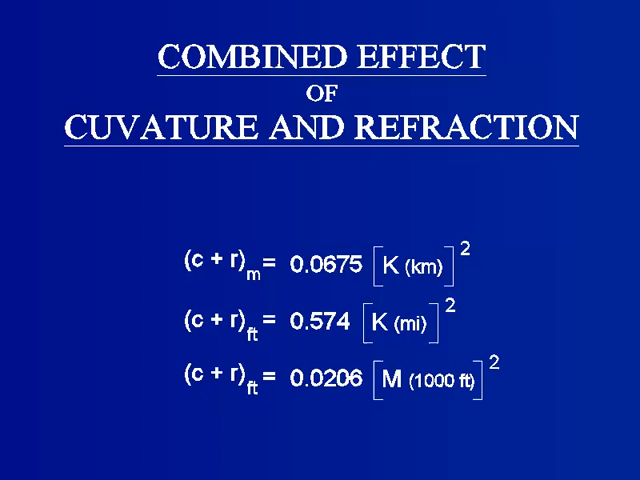 COMBINED EFFECT
OF
CUVATURE AND REFRACTION
(c + r)m = 0.0675 [K (km)]2
(c + r)ft = 0.574 [K (mi)]2
(c + r)ft = 0.0206 [M (1000 ft)]2